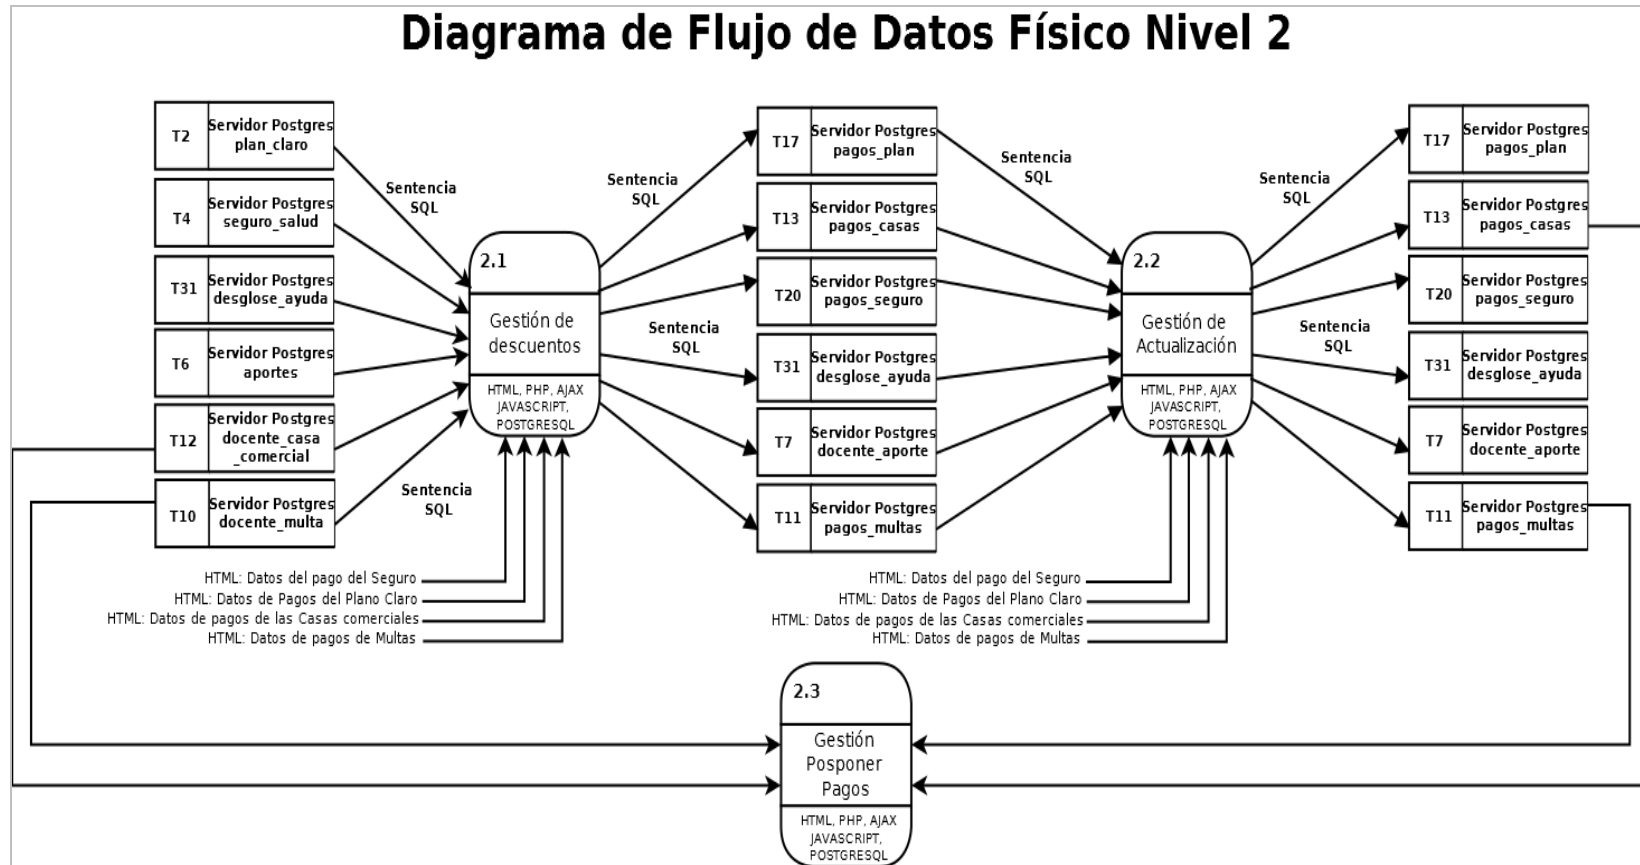 Diagrama de Flujo de Datos Físico Nivel 2
T2
Servidor Postgres
plan_claro
T4
Servidor Postgres
seguro_salud
T31
Servidor Postgres
desglose_ayuda
T6
Servidor Postgres
aportes
T12
Servidor Postgres
docente_casa
_comercial
T10
Servidor Postgres
docente_multa
Sentencia
SQL
Sentencia
SQL
2.1
Gestión de
descuentos
HTML, PHP, AJAX
JAVASCRIPT,
POSTGRESQL
HTML: Datos del pago del Seguro
HTML: Datos de Pagos del Plano Claro
HTML: Datos de pagos de las Casas comerciales
HTML: Datos de pagos de Multas
Sentencia
SQL
Sentencia
SQL
T17
Servidor Postgres
pagos_plan
T13
Servidor Postgres
pagos_casas
T20
Servidor Postgres
pagos_seguro
T31
Servidor Postgres
desglose_ayuda
T7
Servidor Postgres
docente_aporte
T11
Servidor Postgres
pagos_multas
Sentencia
SQL
2.2
Gestión de
Actualización
HTML, PHP, AJAX
JAVASCRIPT,
POSTGRESQL
HTML: Datos del pago del Seguro
HTML: Datos de Pagos del Plano Claro
HTML: Datos de pagos de las Casas comerciales
HTML: Datos de pagos de Multas
Sentencia
SQL
Sentencia
SQL
T17
Servidor Postgres
pagos_plan
T13
Servidor Postgres
pagos_casas
T20
Servidor Postgres
pagos_seguro
T31
Servidor Postgres
desglose_ayuda
T7
Servidor Postgres
docente_aporte
T11
Servidor Postgres
pagos_multas
2.3
Gestión
Posponer
Pagos
HTML, PHP, AJAX
JAVASCRIPT,
POSTGRESQL